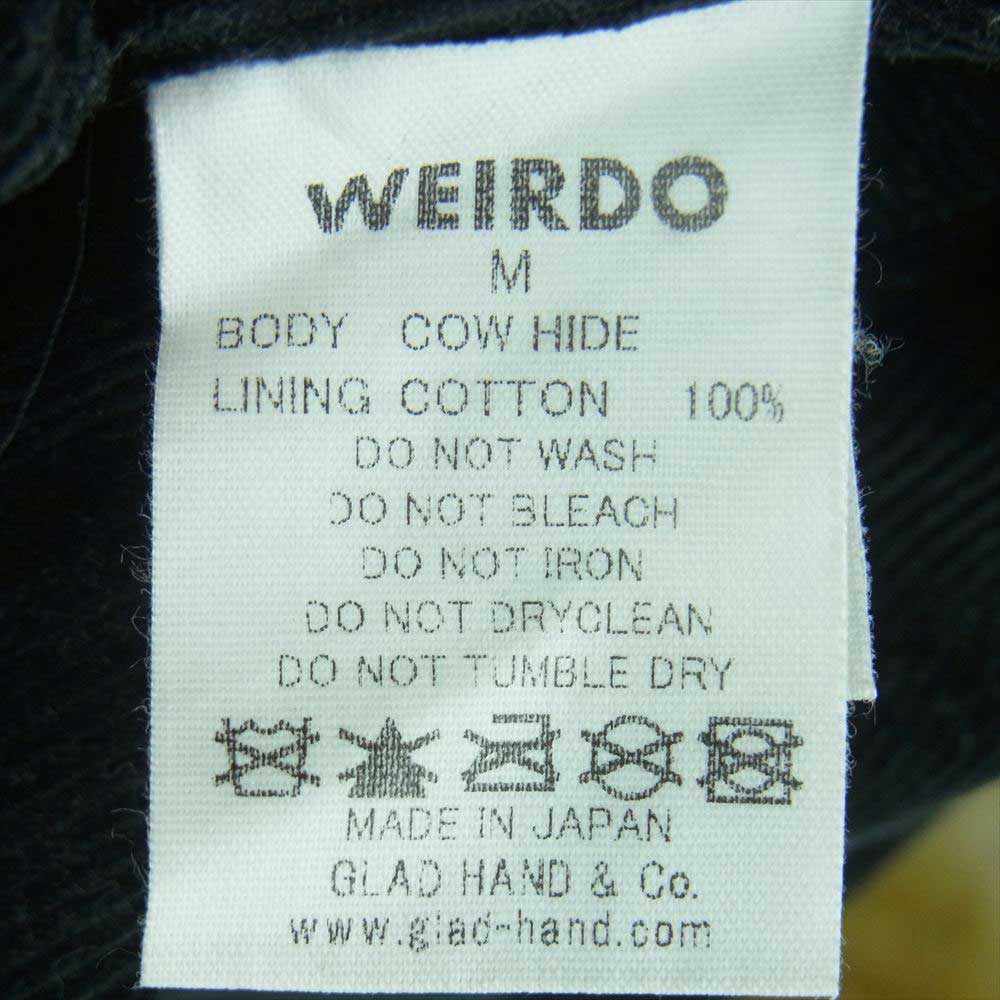 WEIRDO
M
BODY COW HIDE
LINING COTTON 100%
DO NOT WASH
DO NOT BLEACH
DO NOT IRON
DO NOT DRYCLEAN
DO NOT TUMBLE DRY
MADE IN JAPAN
GLAD HAND & Co.
www.glad-hand.com